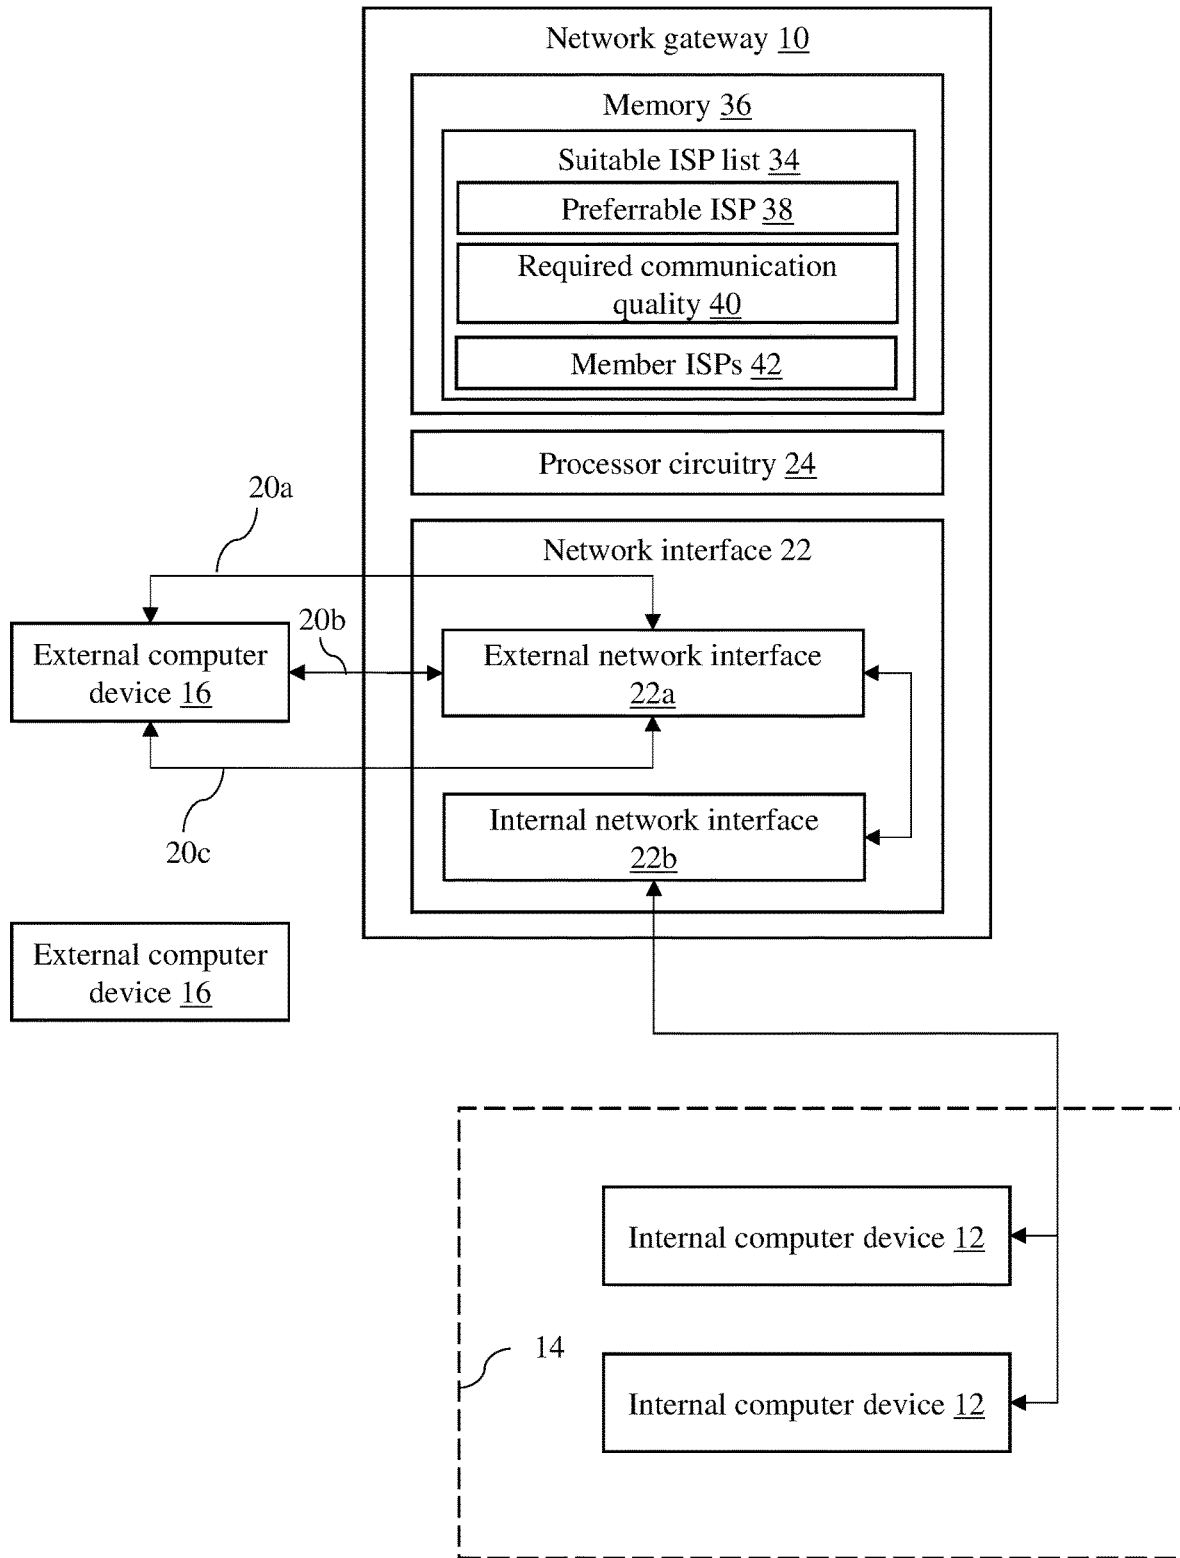 Network gateway 10
Memory 36
Suitable ISP list 34
Preferrable ISP 38
Required communication
quality 40
Member ISPs 42
Processor circuitry 24
20a
Network interface 22
20b
External computer
device 16
External network interface
22a
Internal network interface
22b
20c
External computer
device 16
Internal computer device 12
14
Internal computer device 12